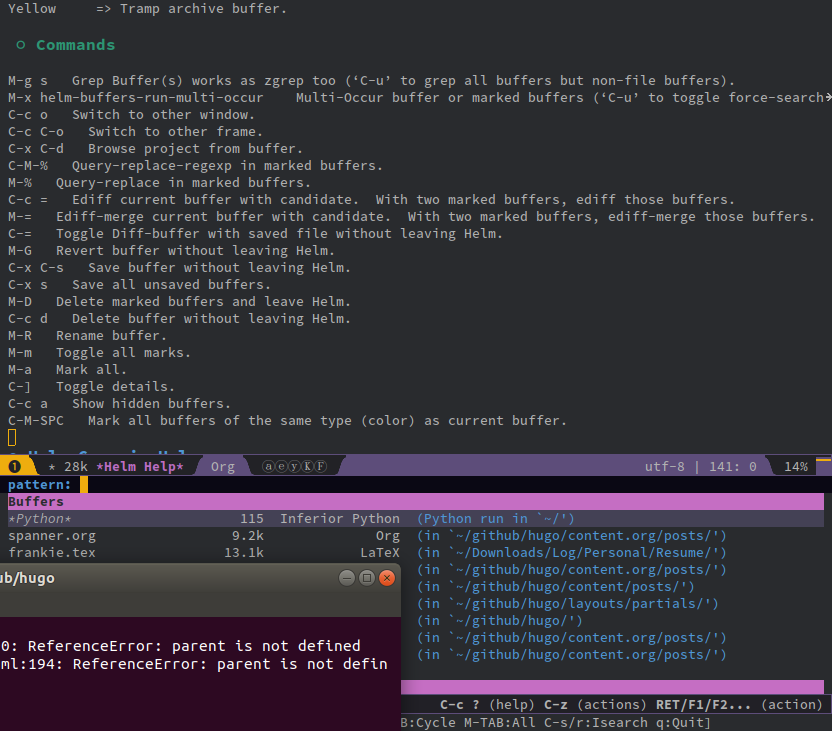 Yellow     => Tramp archive buffer.
○ Commands
M-g s   Grep Buffer(s) works as zgrep too (‘C-u’ to grep all buffers but non-file buffers).
M-x helm-buffers-run-multi-occur    Multi-Occur buffer or marked buffers (‘C-u’ to toggle force-search
C-c o   Switch to other window.
C-c C-o   Switch to other frame.
C-x C-d   Browse project from buffer.
C-M-%   Query-replace-regexp in marked buffers.
M-%   Query-replace in marked buffers.
C-c =   Ediff current buffer with candidate.  With two marked buffers, ediff those buffers.
M-=   Ediff-merge current buffer with candidate.  With two marked buffers, ediff-merge those buffers.
C-=   Toggle Diff-buffer with saved file without leaving Helm.
M-G   Revert buffer without leaving Helm.
C-x C-s   Save buffer without leaving Helm.
C-x s   Save all unsaved buffers.
M-D   Delete marked buffers and leave Helm.
C-c d   Delete buffer without leaving Helm.
M-R   Rename buffer.
M-m   Toggle all marks.
M-a   Mark all.
C-]   Toggle details.
C-c a   Show hidden buffers.
C-M-SPC   Mark all buffers of the same type (color) as current buffer.
❶ * 28k *Helm Help* Org ⓐⓔⓨⓀⒻ utf-8 | 141: 0 14%
pattern:
Buffers
*Python* 115 Inferior Python (Python run in `~/')
spanner.org 9.2k Org (in `~/github/hugo/content.org/posts/')
frankie.tex 13.1k LaTeX (in `~/Downloads/Log/Personal/Resume/')
(in `~/github/hugo/content.org/posts/')
(in `~/github/hugo/content/posts/')
(in `~/github/hugo/layouts/partials/')
(in `~/github/hugo/')
(in `~/github/hugo/content.org/posts/')
(in `~/github/hugo/content.org/posts/')
ub/hugo
0: ReferenceError: parent is not defined
ml:194: ReferenceError: parent is not defin
C-c ? (help) C-z (actions) RET/F1/F2... (action)
B:Cycle M-TAB:All C-s/r:Isearch q:Quit]